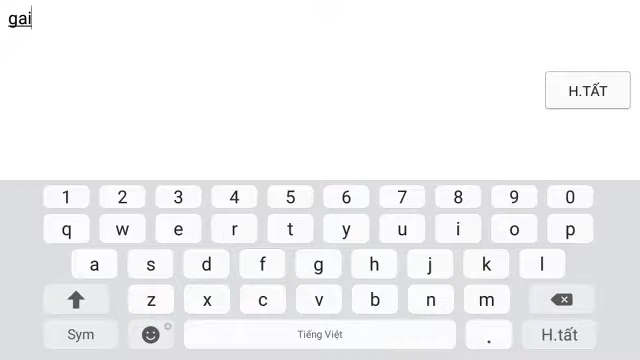 gai
H.TẤT
1 2 3 4 5 6 7 8 9 0
q w e r t y u i o p
a s d f g h j k l
z x c v b n m
Sym Tiếng Việt . H.tất